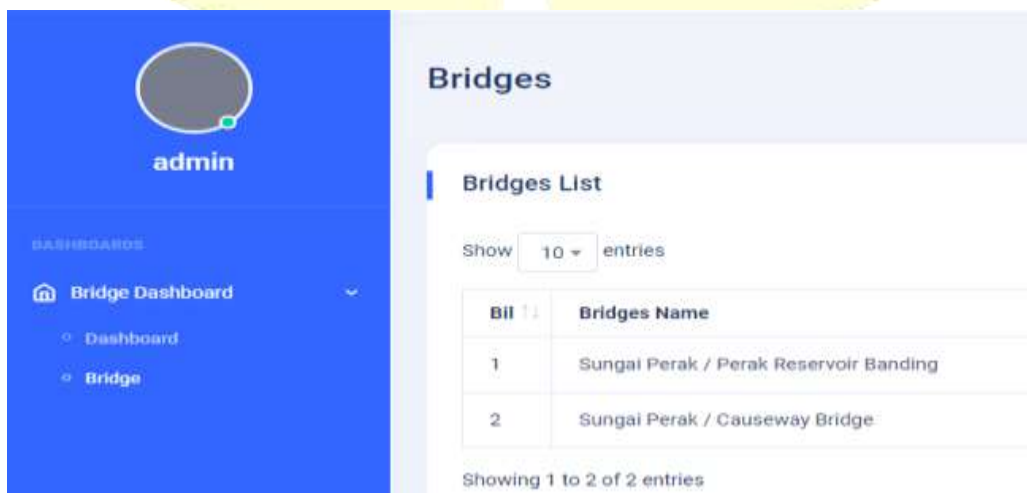 admin
DASHBOARDS
Bridge Dashboard
Dashboard
Bridge
Bridges
Bridges List
Show 10 entries
Bil Bridges Name
1 Sungai Perak / Perak Reservoir Banding
2 Sungai Perak / Causeway Bridge
Showing 1 to 2 of 2 entries